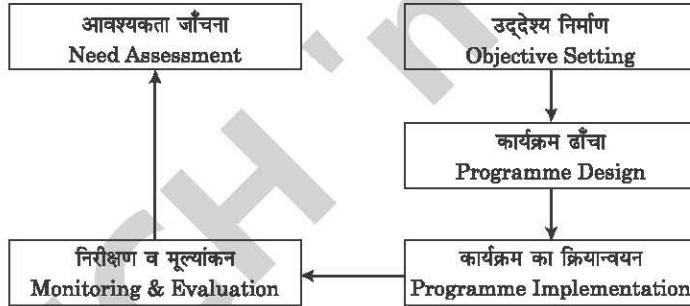 आवश्यकता जाँचना
Need Assessment
उद्देश्य निर्माण
Objective Setting
कार्यक्रम ढाँचा
Programme Design
निरीक्षण व मूल्यांकन
Monitoring & Evaluation
कार्यक्रम का क्रियान्वयन
Programme Implementation